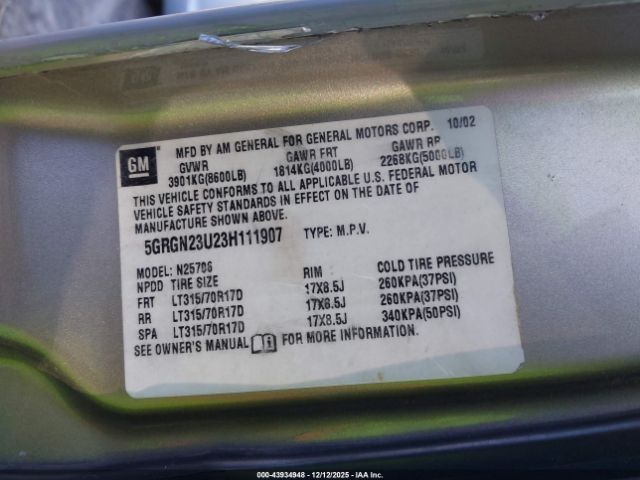 GM
MFD BY AM GENERAL FOR GENERAL MOTORS CORP. 10/02
GVWR GAWR FRT GAWR RR
3901KG(8600LB) 1814KG(4000LB) 2268KG(5000LB)
THIS VEHICLE CONFORMS TO ALL APPLICABLE U.S. FEDERAL MOTOR
VEHICLE SAFETY STANDARDS IN EFFECT ON THE DATE OF
MANUFACTURE SHOWN ABOVE.
5GRGN23U23H111907 TYPE: M.P.V.
MODEL: N25706
NPDD TIRE SIZE RIM COLD TIRE PRESSURE
FRT LT315/70R17D 17X8.5J 260KPA(37PSI)
RR LT315/70R17D 17X8.5J 260KPA(37PSI)
SPA LT315/70R17D 17X8.5J 340KPA(50PSI)
SEE OWNER'S MANUAL FOR MORE INFORMATION.
000-43934948 - 12/12/2025 - IAAI, Inc.